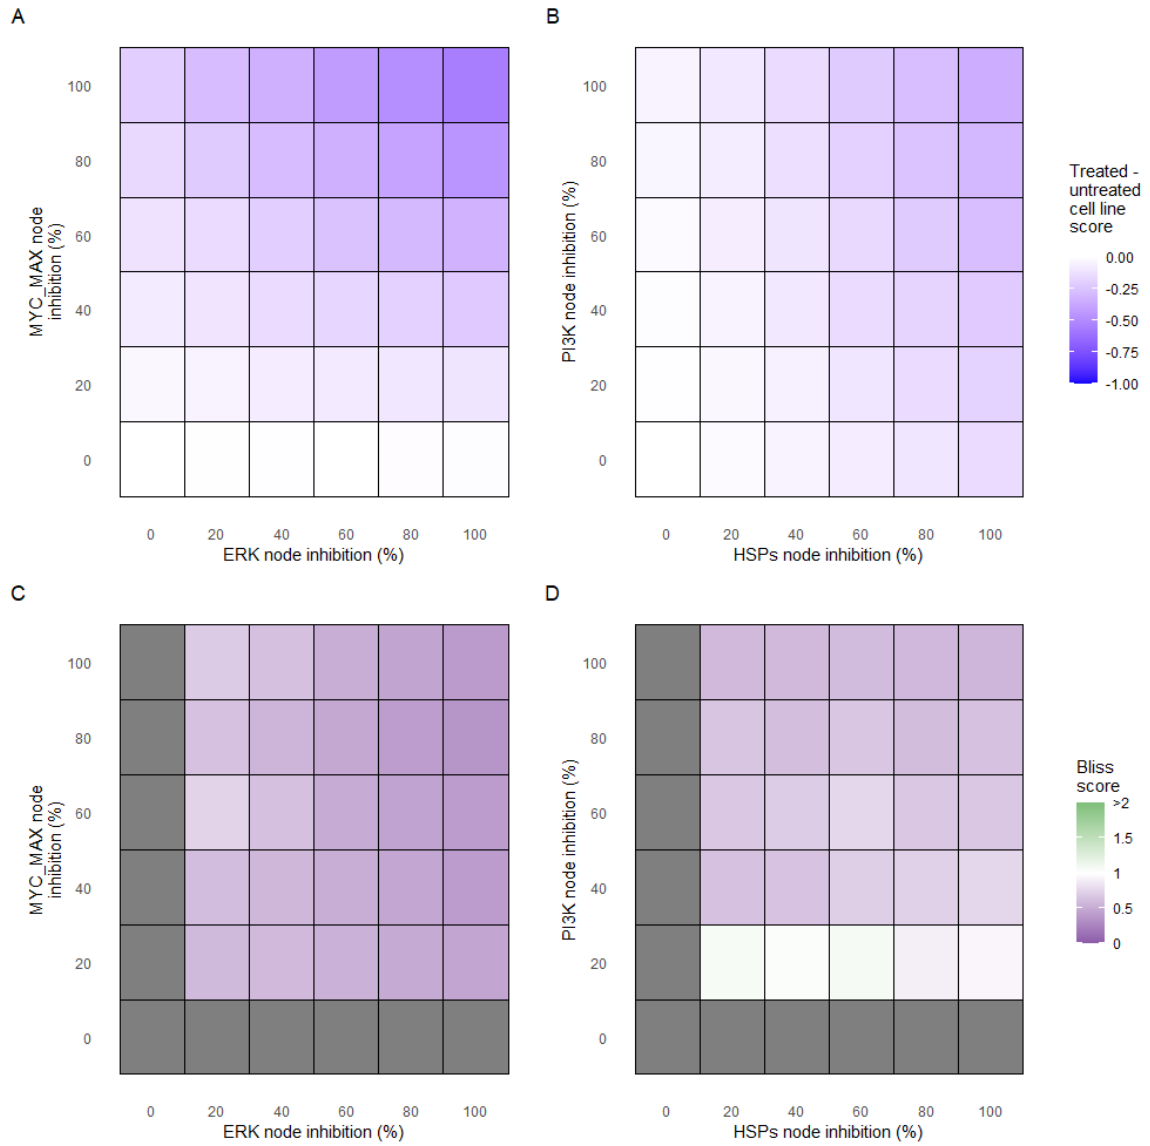 A
B
100
80
60
40
20
0
MYC_MAX node
inhibition (%)
0 20 40 60 80 100
ERK node inhibition (%)
100
80
60
40
20
0
PI3K node inhibition (%)
0 20 40 60 80 100
HSPs node inhibition (%)
Treated -
untreated
cell line
score
0.00
-0.25
-0.50
-0.75
-1.00
C
D
100
80
60
40
20
0
MYC_MAX node
inhibition (%)
0 20 40 60 80 100
ERK node inhibition (%)
100
80
60
40
20
0
PI3K node inhibition (%)
0 20 40 60 80 100
HSPs node inhibition (%)
Bliss
score
>2
1.5
1
0.5
0